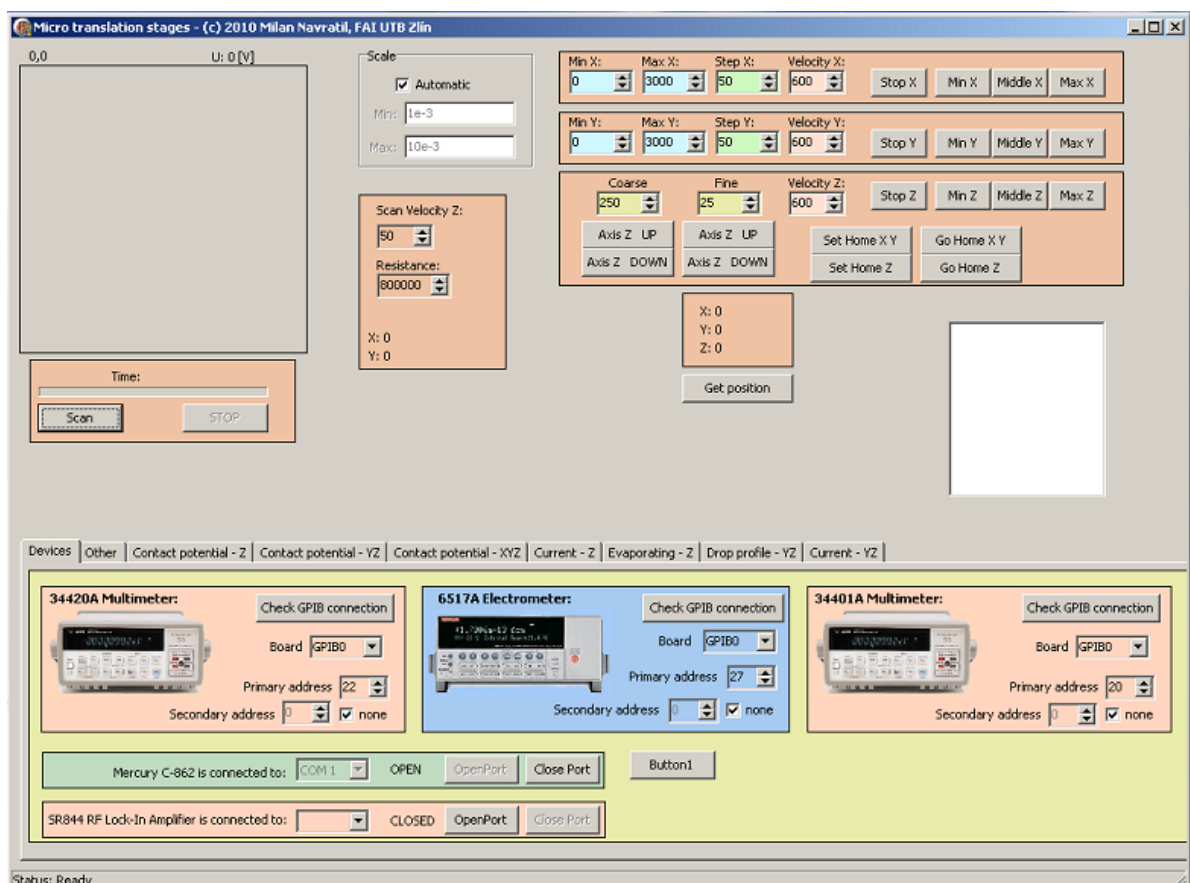 Micro translation stages - (c) 2010 Milan Navratil, FAI UTB Zlín
0,0 U: 0 [V]
Scale
Automatic
Min: 1e-3
Max: 10e-3
Min X: Max X: Step X: Velocity X:
0 3000 50 600 Stop X Min X Middle X Max X
Min Y: Max Y: Step Y: Velocity Y:
0 3000 50 600 Stop Y Min Y Middle Y Max Y
Coarse Fine Velocity Z:
250 25 600 Stop Z Min Z Middle Z Max Z
Axis Z UP Axis Z UP Set Home X Y Go Home X Y
Axis Z DOWN Axis Z DOWN Set Home Z Go Home Z
Scan Velocity Z:
50
Resistance:
800000
X: 0
Y: 0
X: 0
Y: 0
Z: 0
Get position
Time:
Scan STOP
Devices Other Contact potential - Z Contact potential - YZ Contact potential - XYZ Current - Z Evaporating - Z Drop profile - YZ Current - YZ
34420A Multimeter: Check GPIB connection
Board GPIB0
Primary address 22
Secondary address 0 none
6517A Electrometer: Check GPIB connection
Board GPIB0
Primary address 27
Secondary address 0 none
34401A Multimeter: Check GPIB connection
Board GPIB0
Primary address 20
Secondary address 0 none
Mercury C-862 is connected to: COM 1 OPEN OpenPort Close Port
Button1
SR844 RF Lock-In Amplifier is connected to: CLOSED OpenPort Close Port
Status: Ready